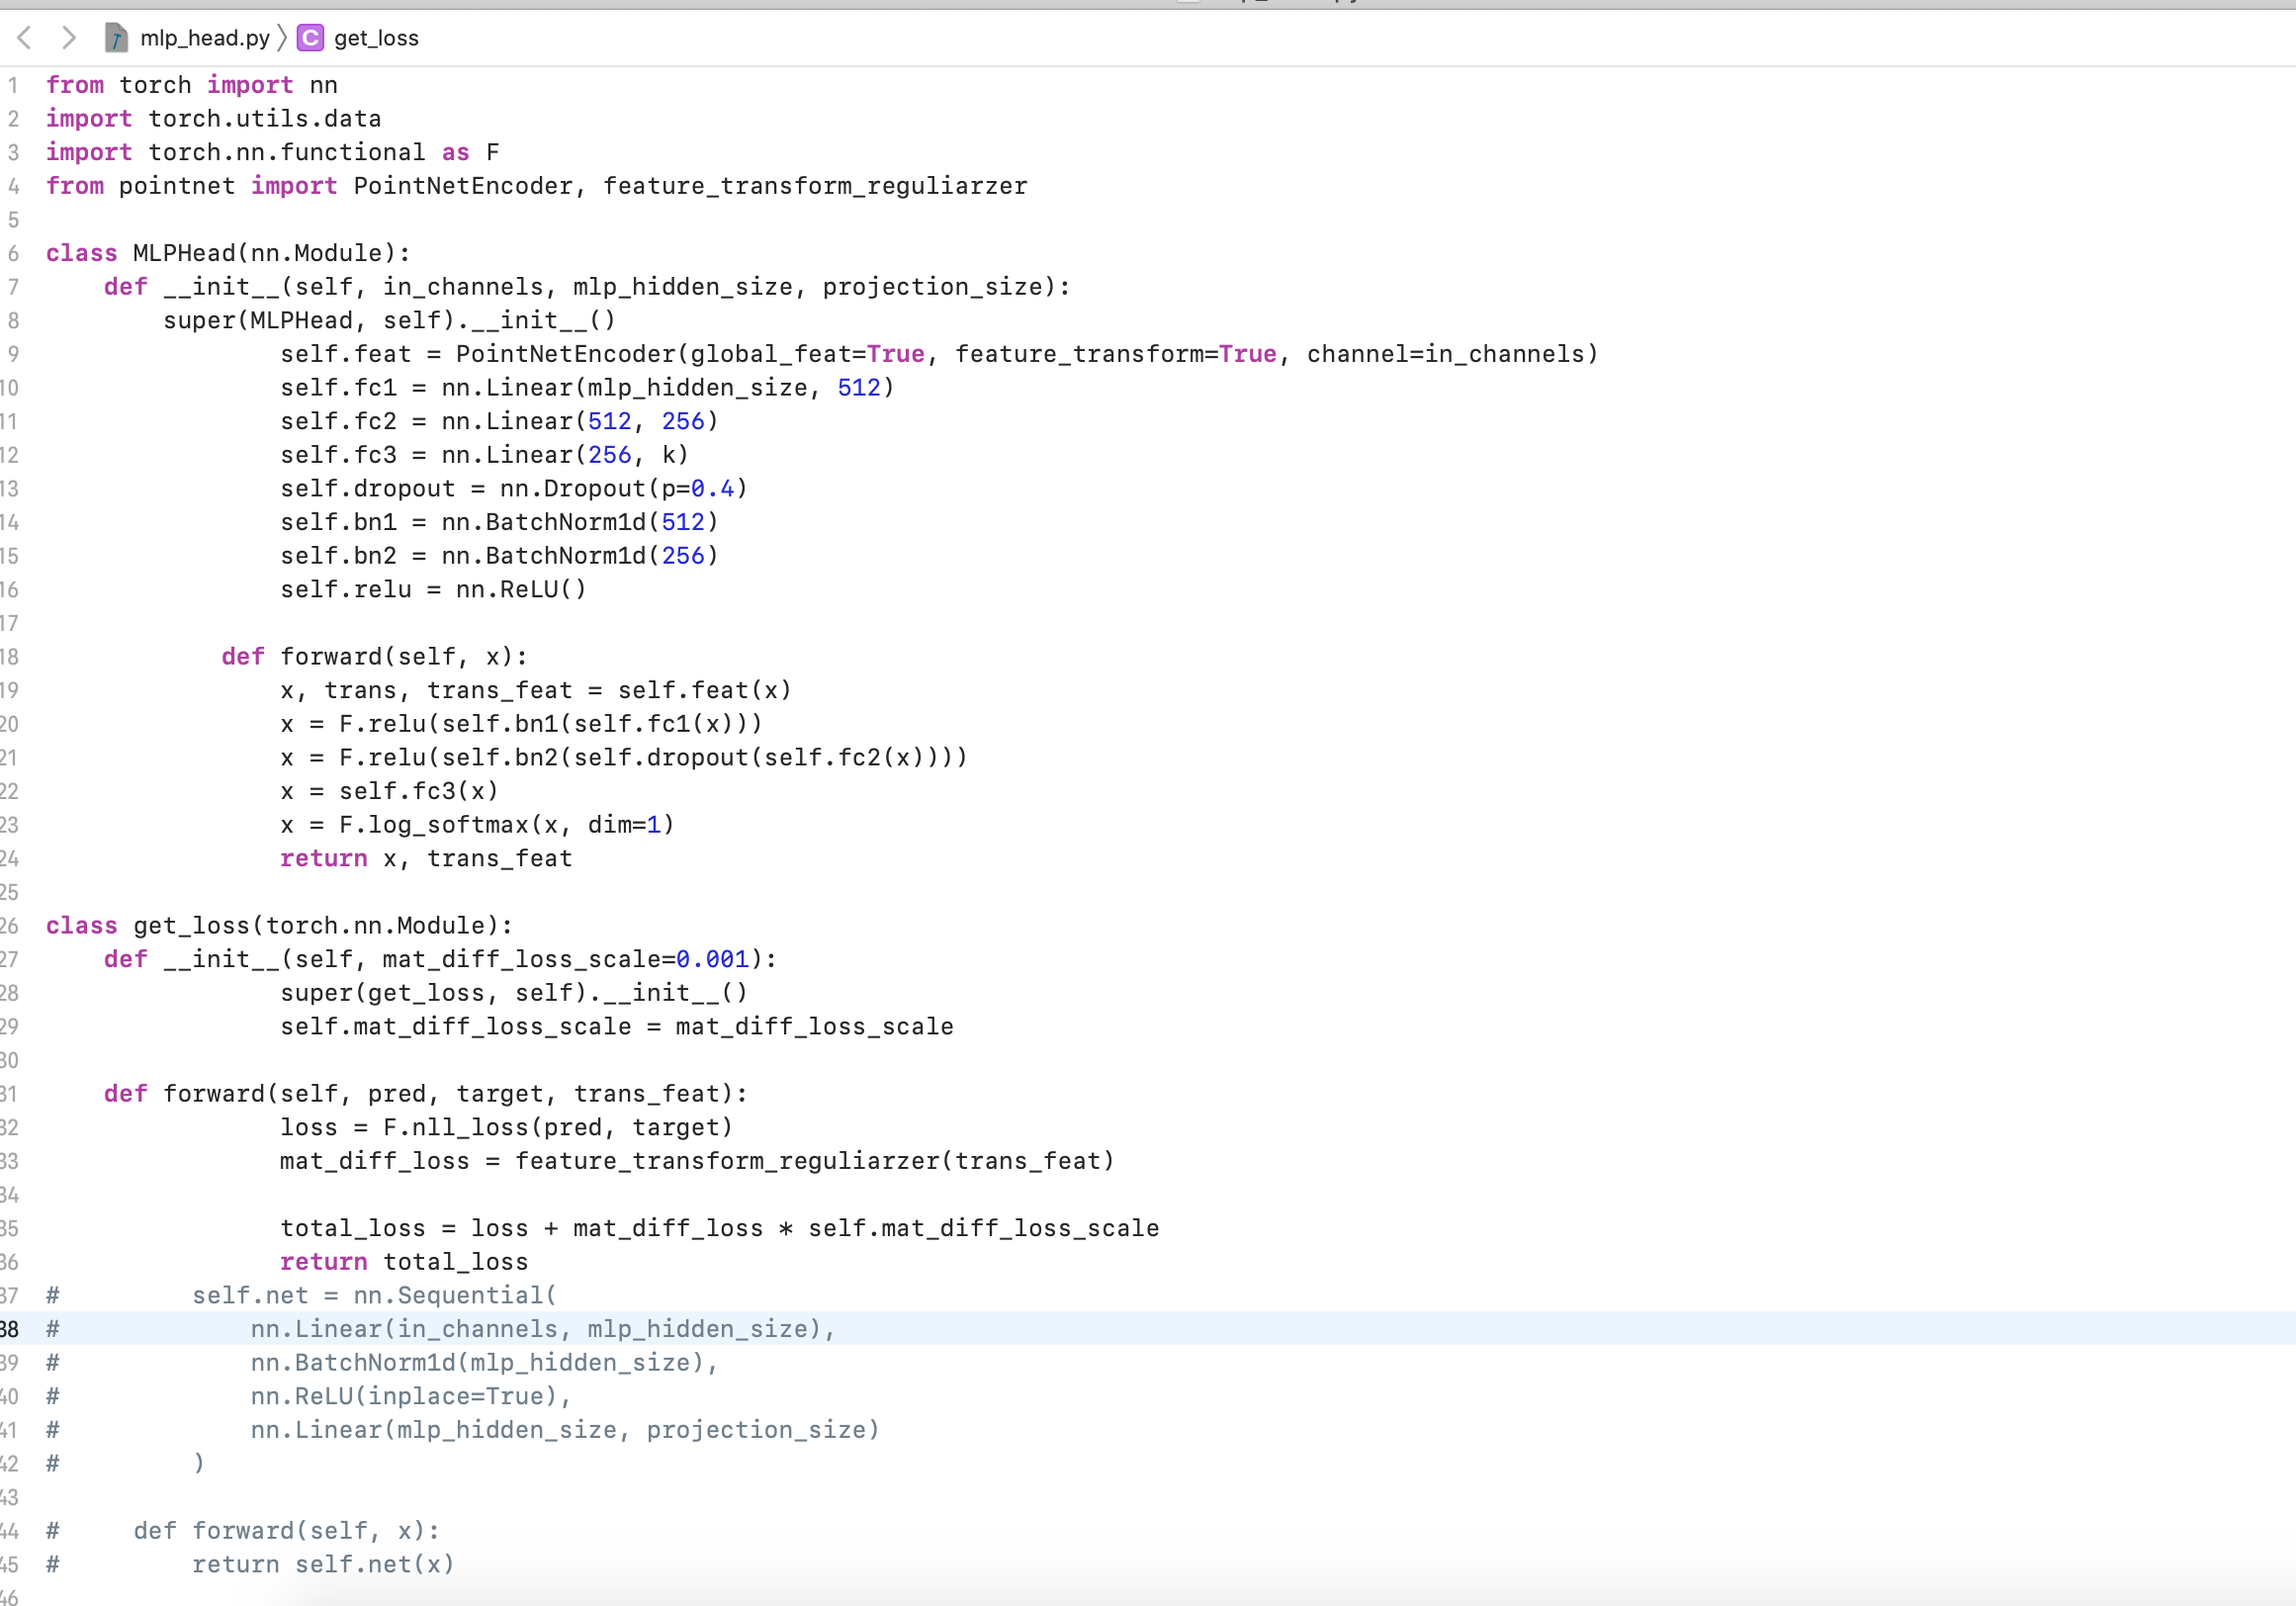 mlp_head.py 〉 C get_loss
1 from torch import nn
2 import torch.utils.data
3 import torch.nn.functional as F
4 from pointnet import PointNetEncoder, feature_transform_reguliarzer
5
6 class MLPHead(nn.Module):
7     def __init__(self, in_channels, mlp_hidden_size, projection_size):
8         super(MLPHead, self).__init__()
9                 self.feat = PointNetEncoder(global_feat=True, feature_transform=True, channel=in_channels)
10                 self.fc1 = nn.Linear(mlp_hidden_size, 512)
11                 self.fc2 = nn.Linear(512, 256)
12                 self.fc3 = nn.Linear(256, k)
13                 self.dropout = nn.Dropout(p=0.4)
14                 self.bn1 = nn.BatchNorm1d(512)
15                 self.bn2 = nn.BatchNorm1d(256)
16                 self.relu = nn.ReLU()
17
18             def forward(self, x):
19                 x, trans, trans_feat = self.feat(x)
20                 x = F.relu(self.bn1(self.fc1(x)))
21                 x = F.relu(self.bn2(self.dropout(self.fc2(x))))
22                 x = self.fc3(x)
23                 x = F.log_softmax(x, dim=1)
24                 return x, trans_feat
25
26 class get_loss(torch.nn.Module):
27     def __init__(self, mat_diff_loss_scale=0.001):
28                 super(get_loss, self).__init__()
29                 self.mat_diff_loss_scale = mat_diff_loss_scale
30
31     def forward(self, pred, target, trans_feat):
32                 loss = F.nll_loss(pred, target)
33                 mat_diff_loss = feature_transform_reguliarzer(trans_feat)
34
35                 total_loss = loss + mat_diff_loss * self.mat_diff_loss_scale
36                 return total_loss
37 #         self.net = nn.Sequential(
38 #             nn.Linear(in_channels, mlp_hidden_size),
39 #             nn.BatchNorm1d(mlp_hidden_size),
40 #             nn.ReLU(inplace=True),
41 #             nn.Linear(mlp_hidden_size, projection_size)
42 #         )
43
44 #     def forward(self, x):
45 #         return self.net(x)
46